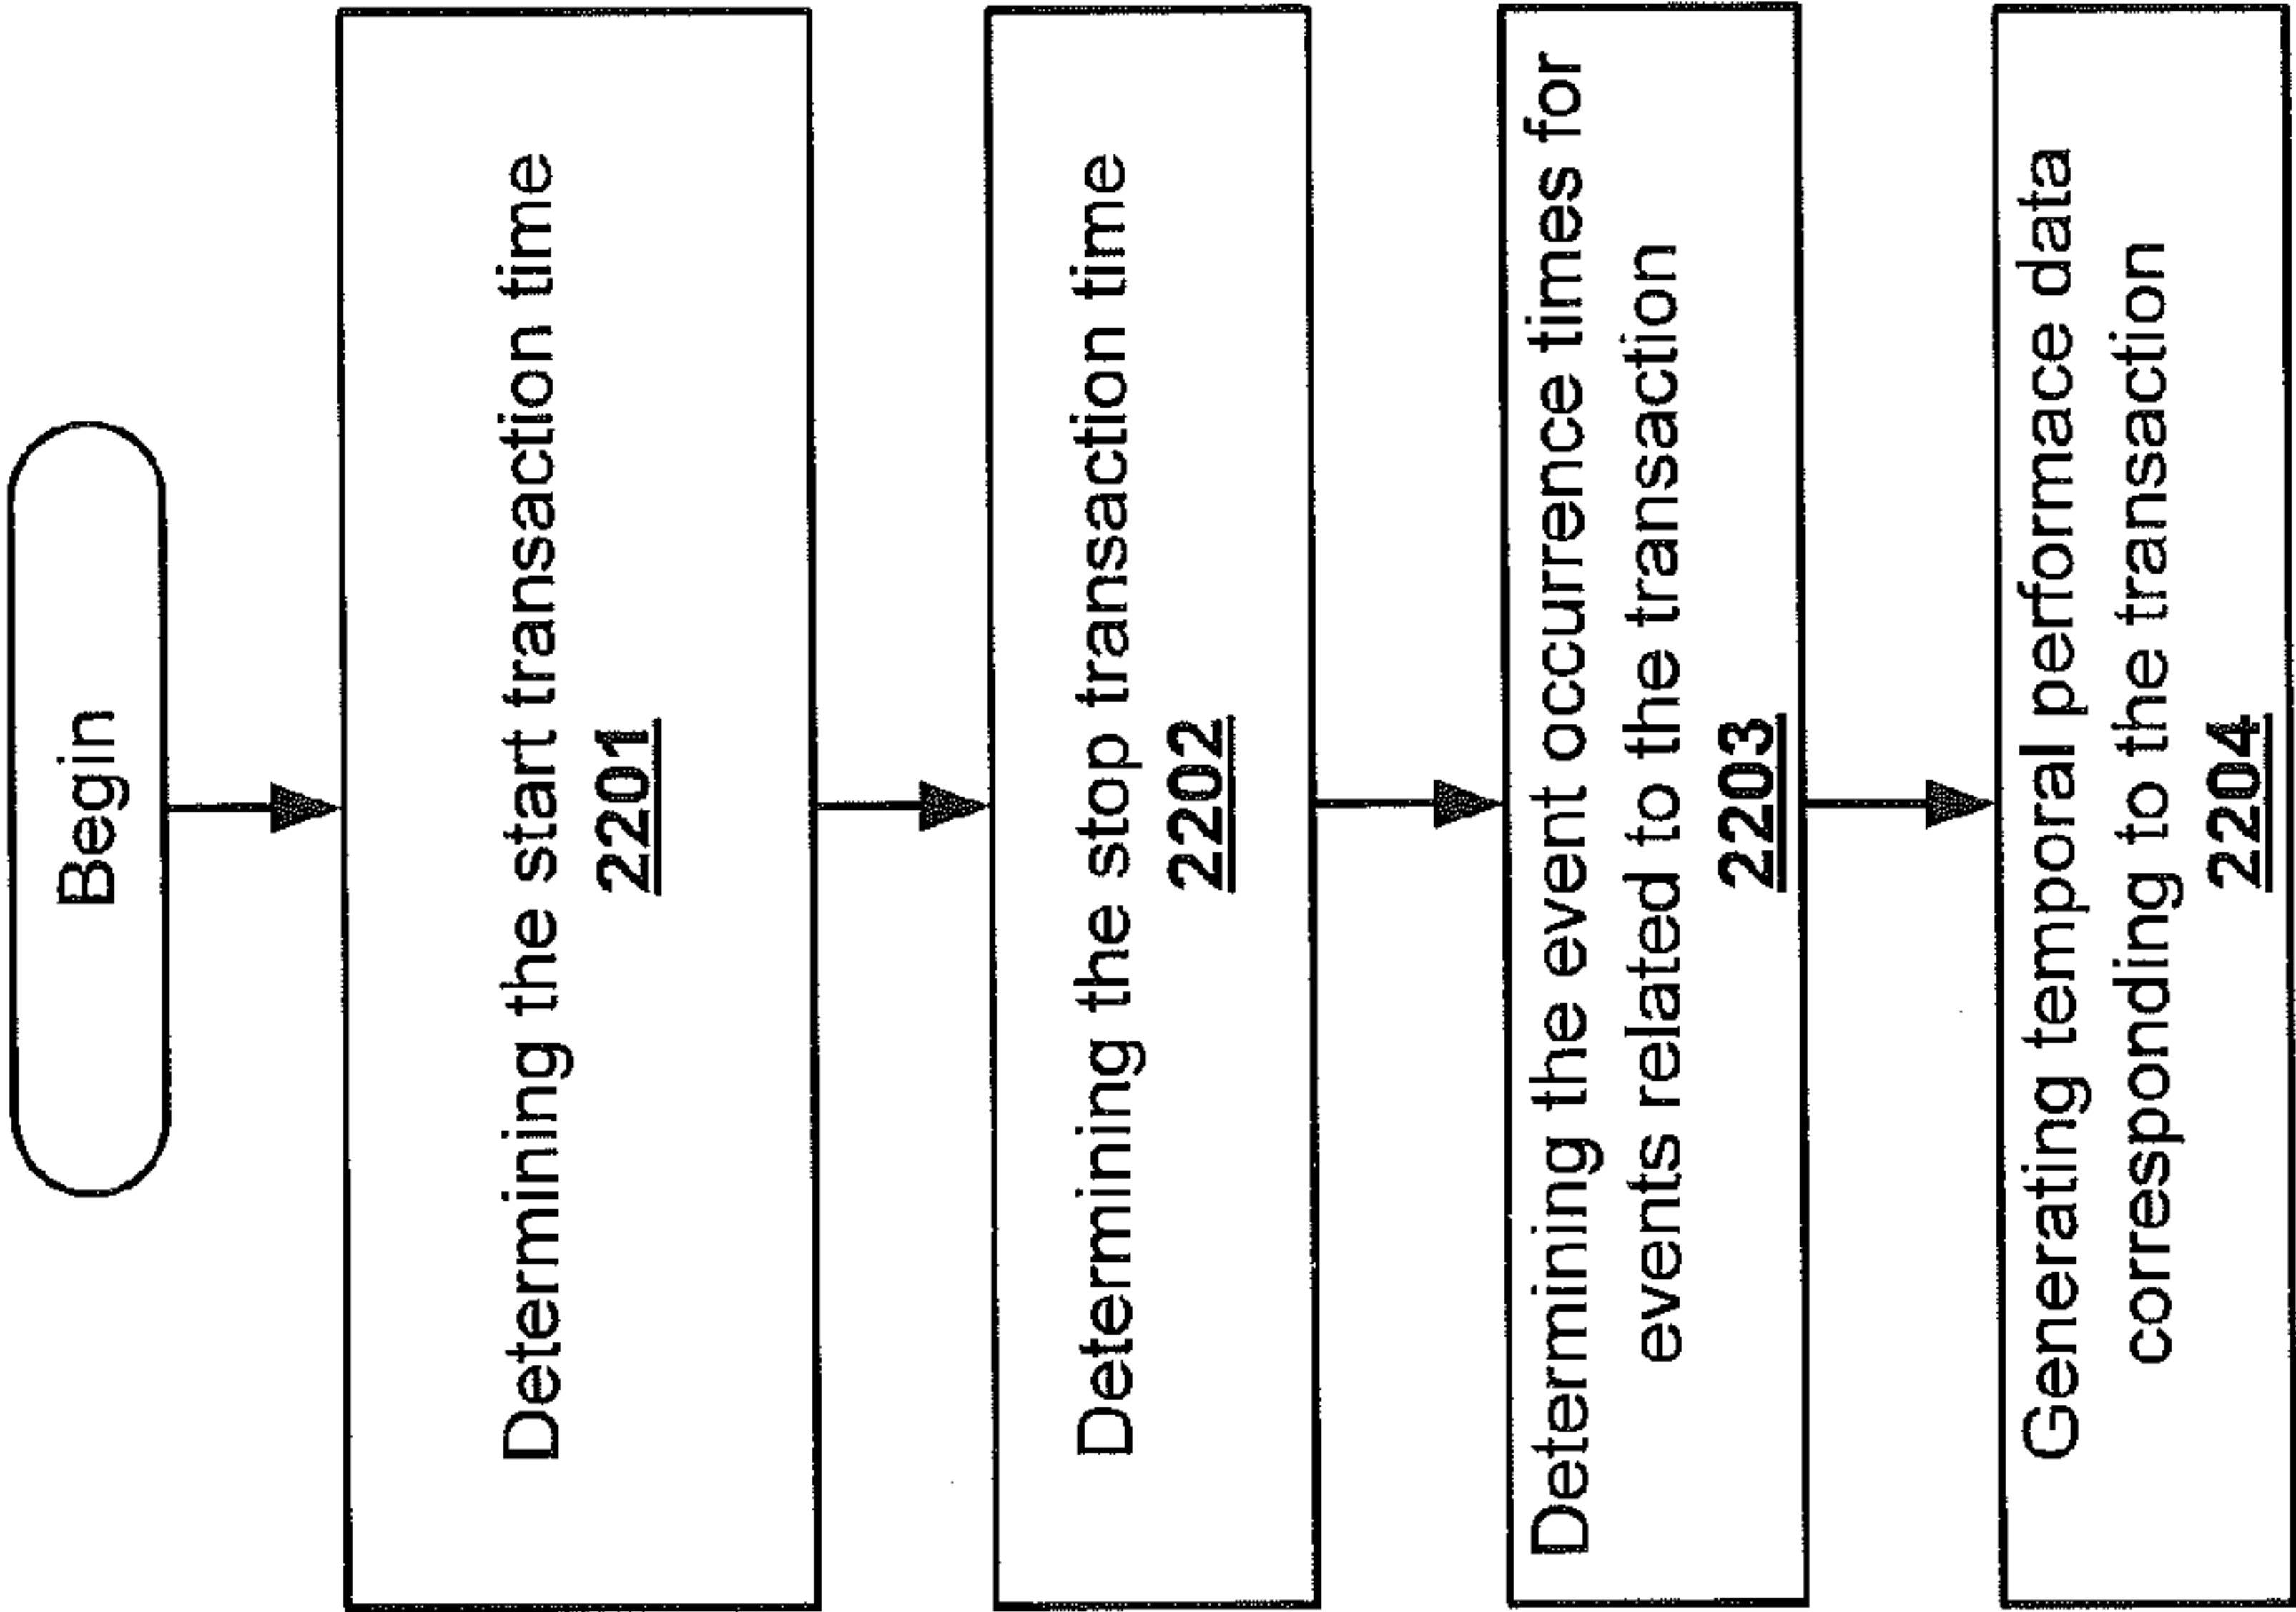 Begin
Determining the start transaction time
2201
Determining the stop transaction time
2202
Determining the event occurrence times for
events related to the transaction
2203
Generating temporal performace data
corresponding to the transaction
2204